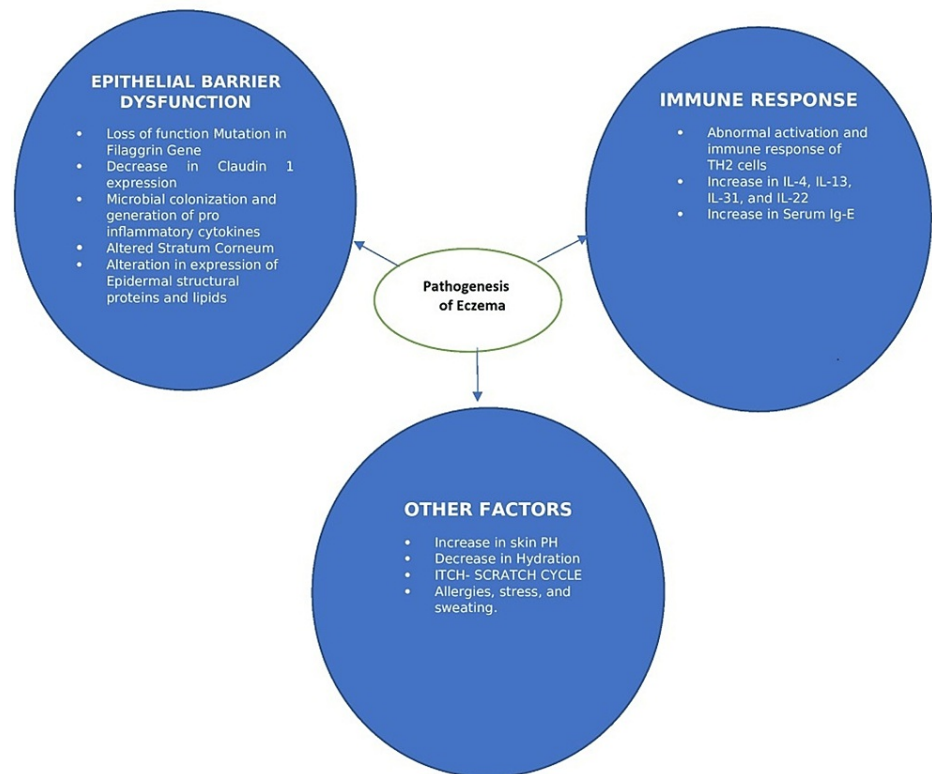 EPITHELIAL BARRIER
DYSFUNCTION
• Loss of function Mutation in
Filaggrin Gene
• Decrease in Claudin 1
expression
• Microbial colonization and
generation of pro
inflammatory cytokines
• Altered Stratum Corneum
• Alteration in expression of
Epidermal structural
proteins and lipids
IMMUNE RESPONSE
• Abnormal activation and
immune response of
TH2 cells
• Increase in IL-4, IL-13,
IL-31, and IL-22
• Increase in Serum Ig-E
Pathogenesis
of Eczema
OTHER FACTORS
• Increase in skin PH
• Decrease in Hydration
• ITCH- SCRATCH CYCLE
• Allergies, stress, and
sweating.